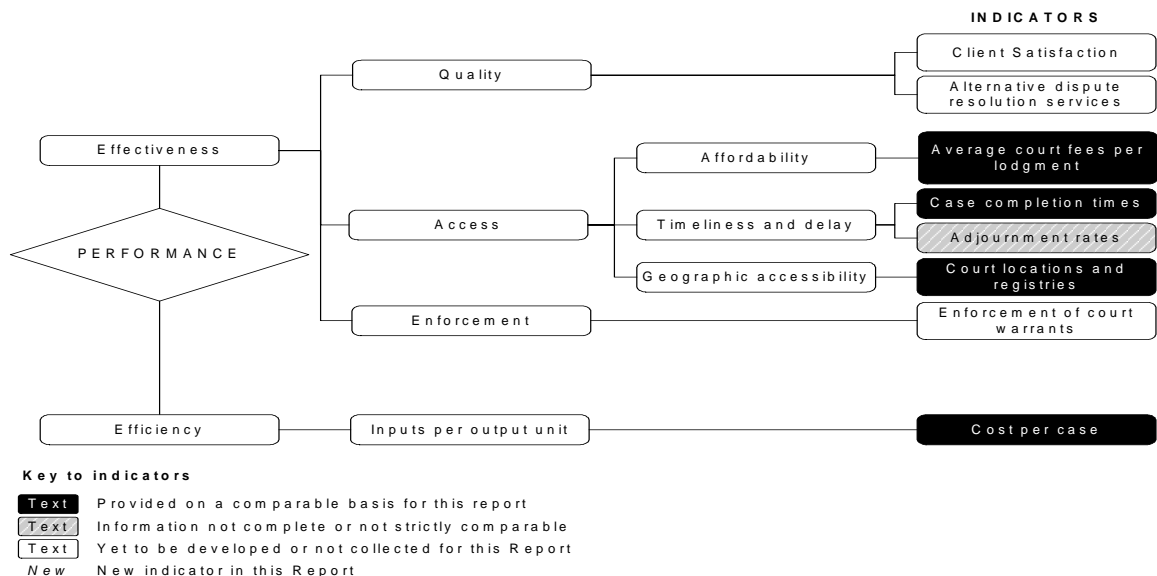 INDICATORS
Quality
Client Satisfaction
Alternative dispute
resolution services
Effectiveness
Affordability
Average court fees per
lodgment
Access
Timeliness and delay
Case completion times
Adjournment rates
PERFORMANCE
Geographic accessibility
Court locations and
registries
Enforcement
Enforcement of court
warrants
Efficiency
Inputs per output unit
Cost per case
Key to indicators
Text Provided on a comparable basis for this report
Text Information not complete or not strictly comparable
Text Yet to be developed or not collected for this Report
New New indicator in this Report